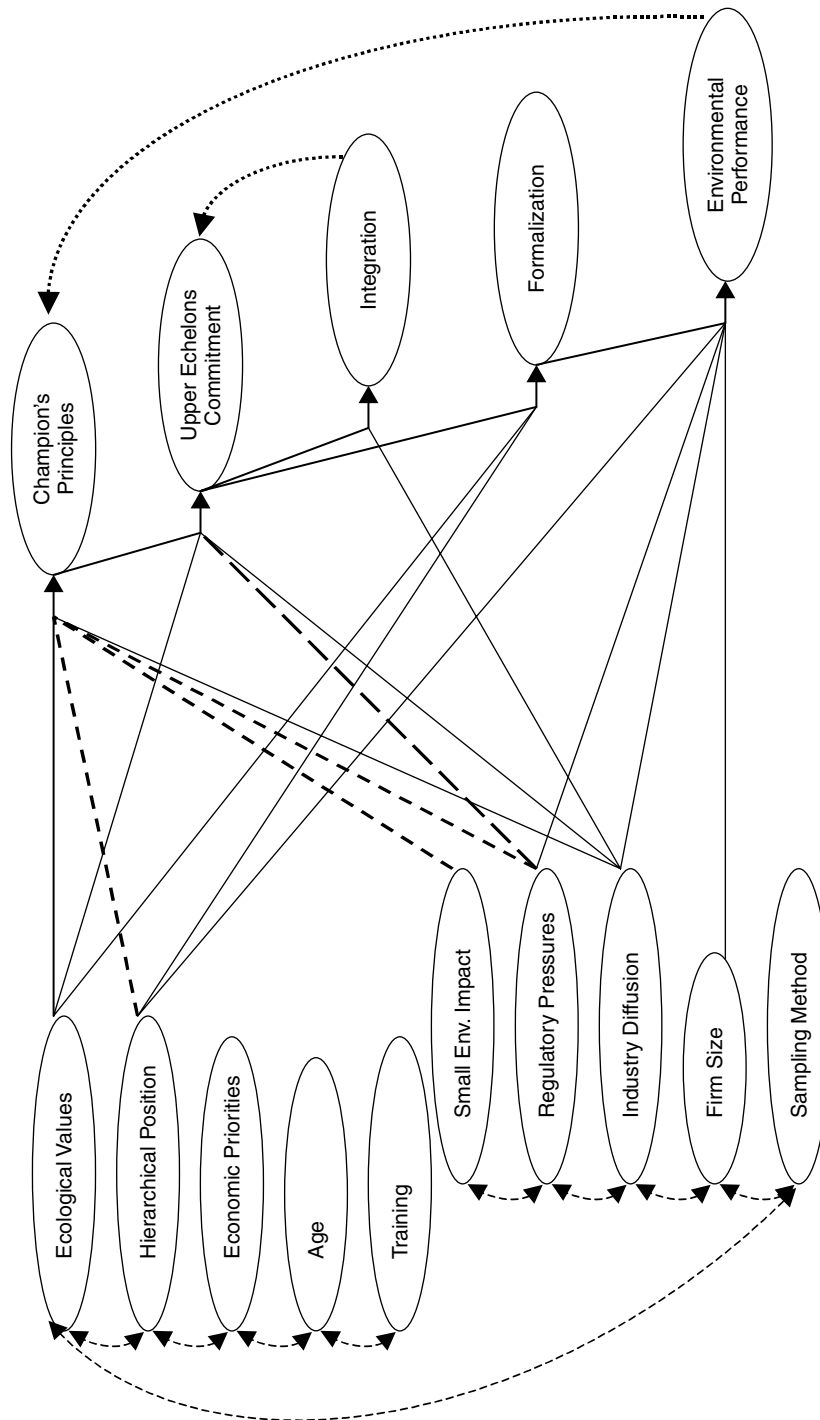 Ecological Values
Hierarchical Position
Economic Priorities
Age
Training
Small Env. Impact
Regulatory Pressures
Industry Diffusion
Firm Size
Sampling Method
Champion's
Principles
Upper Echelons
Commitment
Integration
Formalization
Environmental
Performance